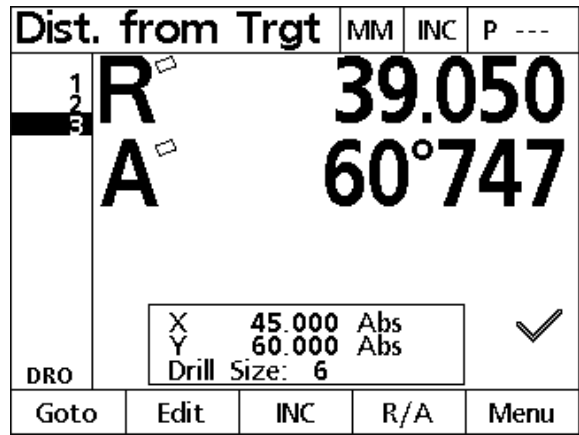 Dist. from Trgt MM INC P ---
1
2
3
R 39.050
A 60°747
X 45.000 Abs
Y 60.000 Abs
Drill Size: 6
DRO
Goto Edit INC R/A Menu